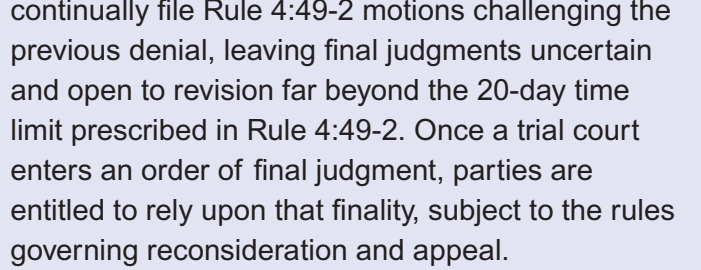 continually file Rule 4:49-2 motions challenging the
previous denial, leaving final judgments uncertain
and open to revision far beyond the 20-day time
limit prescribed in Rule 4:49-2. Once a trial court
enters an order of final judgment, parties are
entitled to rely upon that finality, subject to the rules
governing reconsideration and appeal.